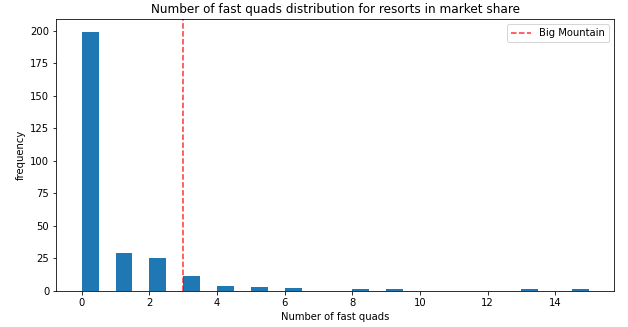 Number of fast quads distribution for resorts in market share
Big Mountain
frequency
200
175
150
125
100
75
50
25
0
0 2 4 6 8 10 12 14
Number of fast quads